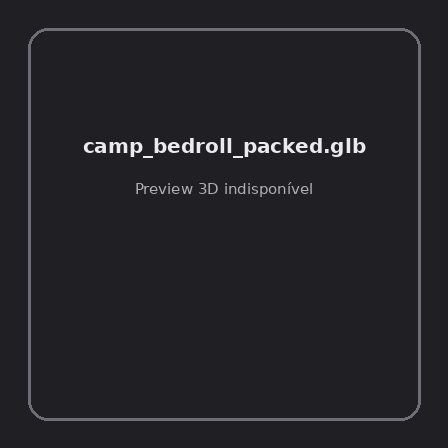 camp_bedroll_packed.glb
Preview 3D indisponível